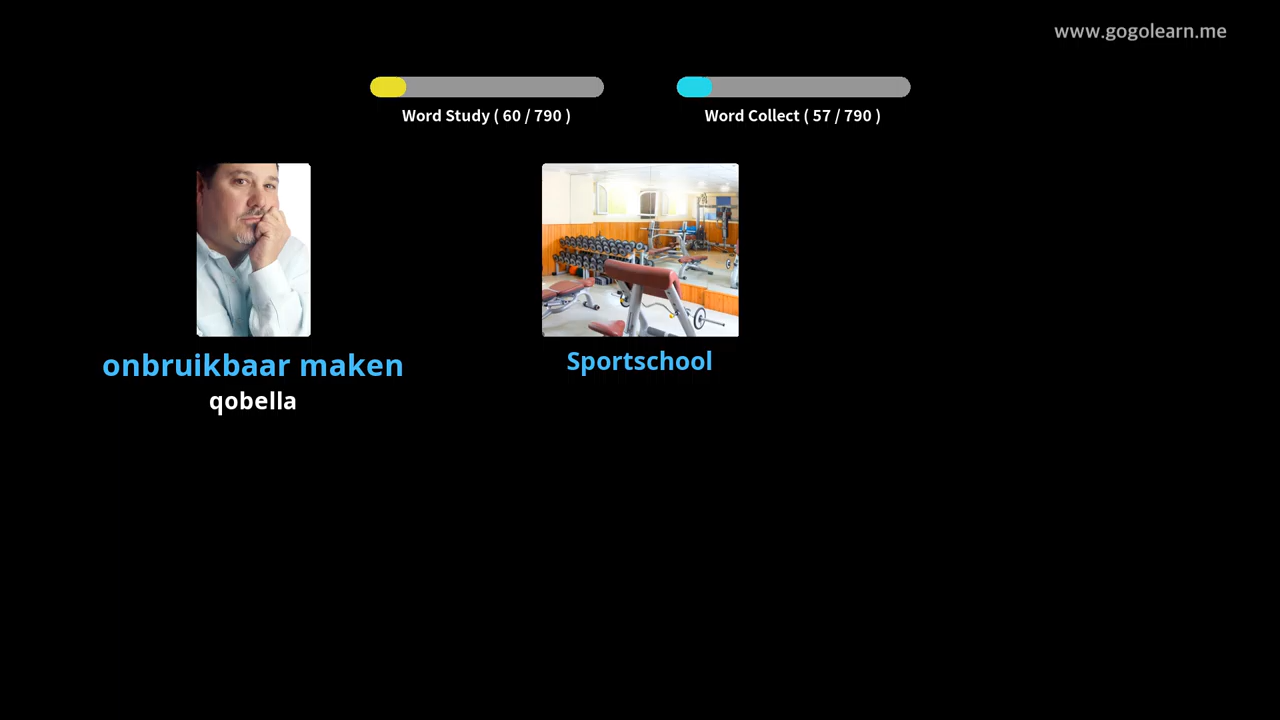 www.gogolearn.me
Word Study ( 60 / 790 )
Word Collect ( 57 / 790 )
onbruikbaar maken
qobella
Sportschool